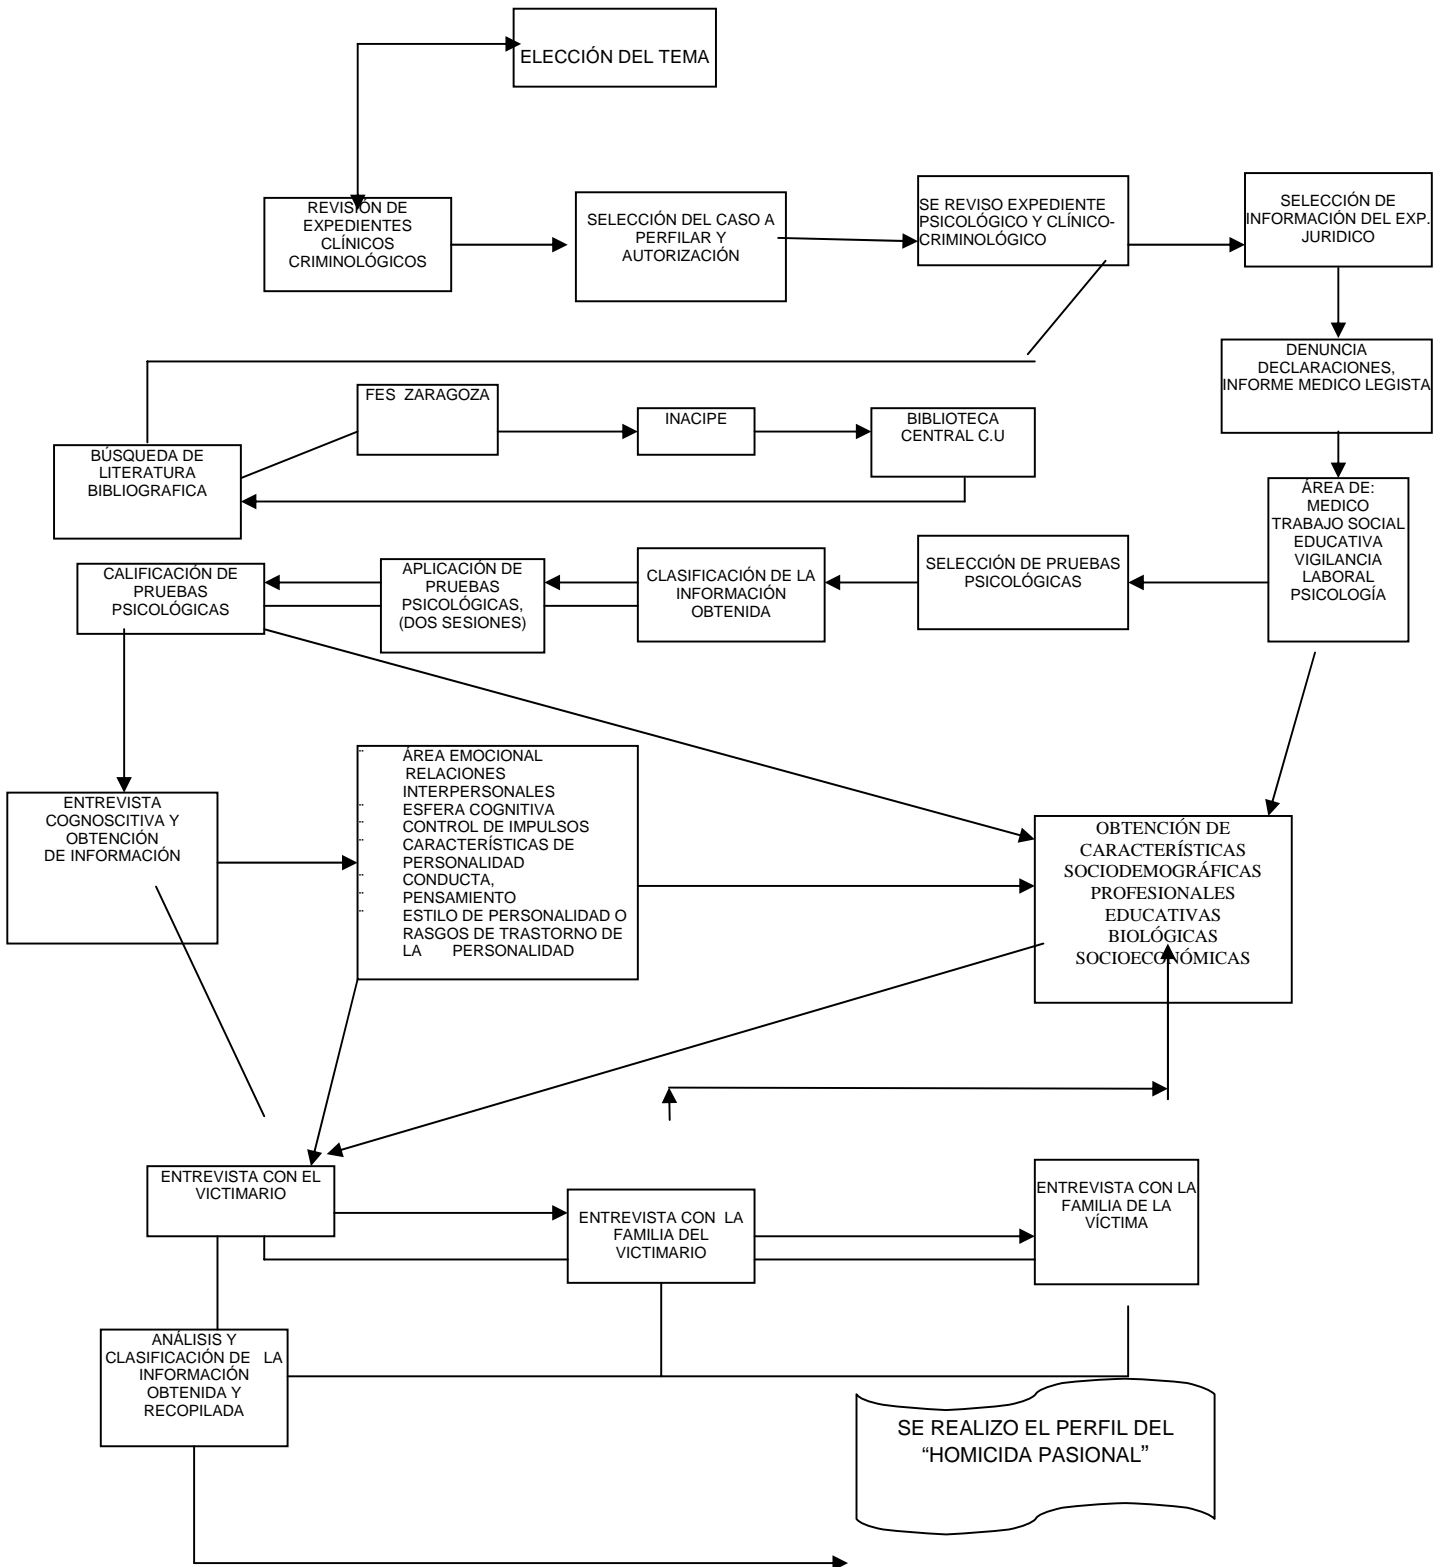 ELECCIÓN DEL TEMA
REVISIÓN DE
EXPEDIENTES
CLÍNICOS
CRIMINOLÓGICOS
SELECCIÓN DEL CASO A
PERFILAR Y
AUTORIZACIÓN
SE REVISO EXPEDIENTE
PSICOLÓGICO Y CLÍNICO-
CRIMINOLÓGICO
SELECCIÓN DE
INFORMACIÓN DEL EXP.
JURIDICO
DENUNCIA
DECLARACIONES,
INFORME MEDICO LEGISTA
FES ZARAGOZA
INACIPE
BIBLIOTECA
CENTRAL C.U
BÚSQUEDA DE
LITERATURA
BIBLIOGRAFICA
ÁREA DE:
MEDICO
TRABAJO SOCIAL
EDUCATIVA
VIGILANCIA
LABORAL
PSICOLOGÍA
SELECCIÓN DE PRUEBAS
PSICOLÓGICAS
CLASIFICACIÓN DE LA
INFORMACIÓN
OBTENIDA
APLICACIÓN DE
PRUEBAS
PSICOLÓGICAS,
(DOS SESIONES)
CALIFICACIÓN DE
PRUEBAS
PSICOLÓGICAS
ENTREVISTA
COGNOSCITIVA Y
OBTENCIÓN
DE INFORMACIÓN
¨ ÁREA EMOCIONAL
RELACIONES
INTERPERSONALES
¨ ESFERA COGNITIVA
¨ CONTROL DE IMPULSOS
¨ CARACTERÍSTICAS DE
PERSONALIDAD
¨ CONDUCTA,
¨ PENSAMIENTO
¨ ESTILO DE PERSONALIDAD O
RASGOS DE TRASTORNO DE
LA PERSONALIDAD
OBTENCIÓN DE
CARACTERÍSTICAS
SOCIODEMOGRÁFICAS
PROFESIONALES
EDUCATIVAS
BIOLÓGICAS
SOCIOECONÓMICAS
ENTREVISTA CON EL
VICTIMARIO
ENTREVISTA CON LA
FAMILIA DEL
VICTIMARIO
ENTREVISTA CON LA
FAMILIA DE LA
VÍCTIMA
ANÁLISIS Y
CLASIFICACIÓN DE LA
INFORMACIÓN
OBTENIDA Y
RECOPILADA
SE REALIZO EL PERFIL DEL
“HOMICIDA PASIONAL”